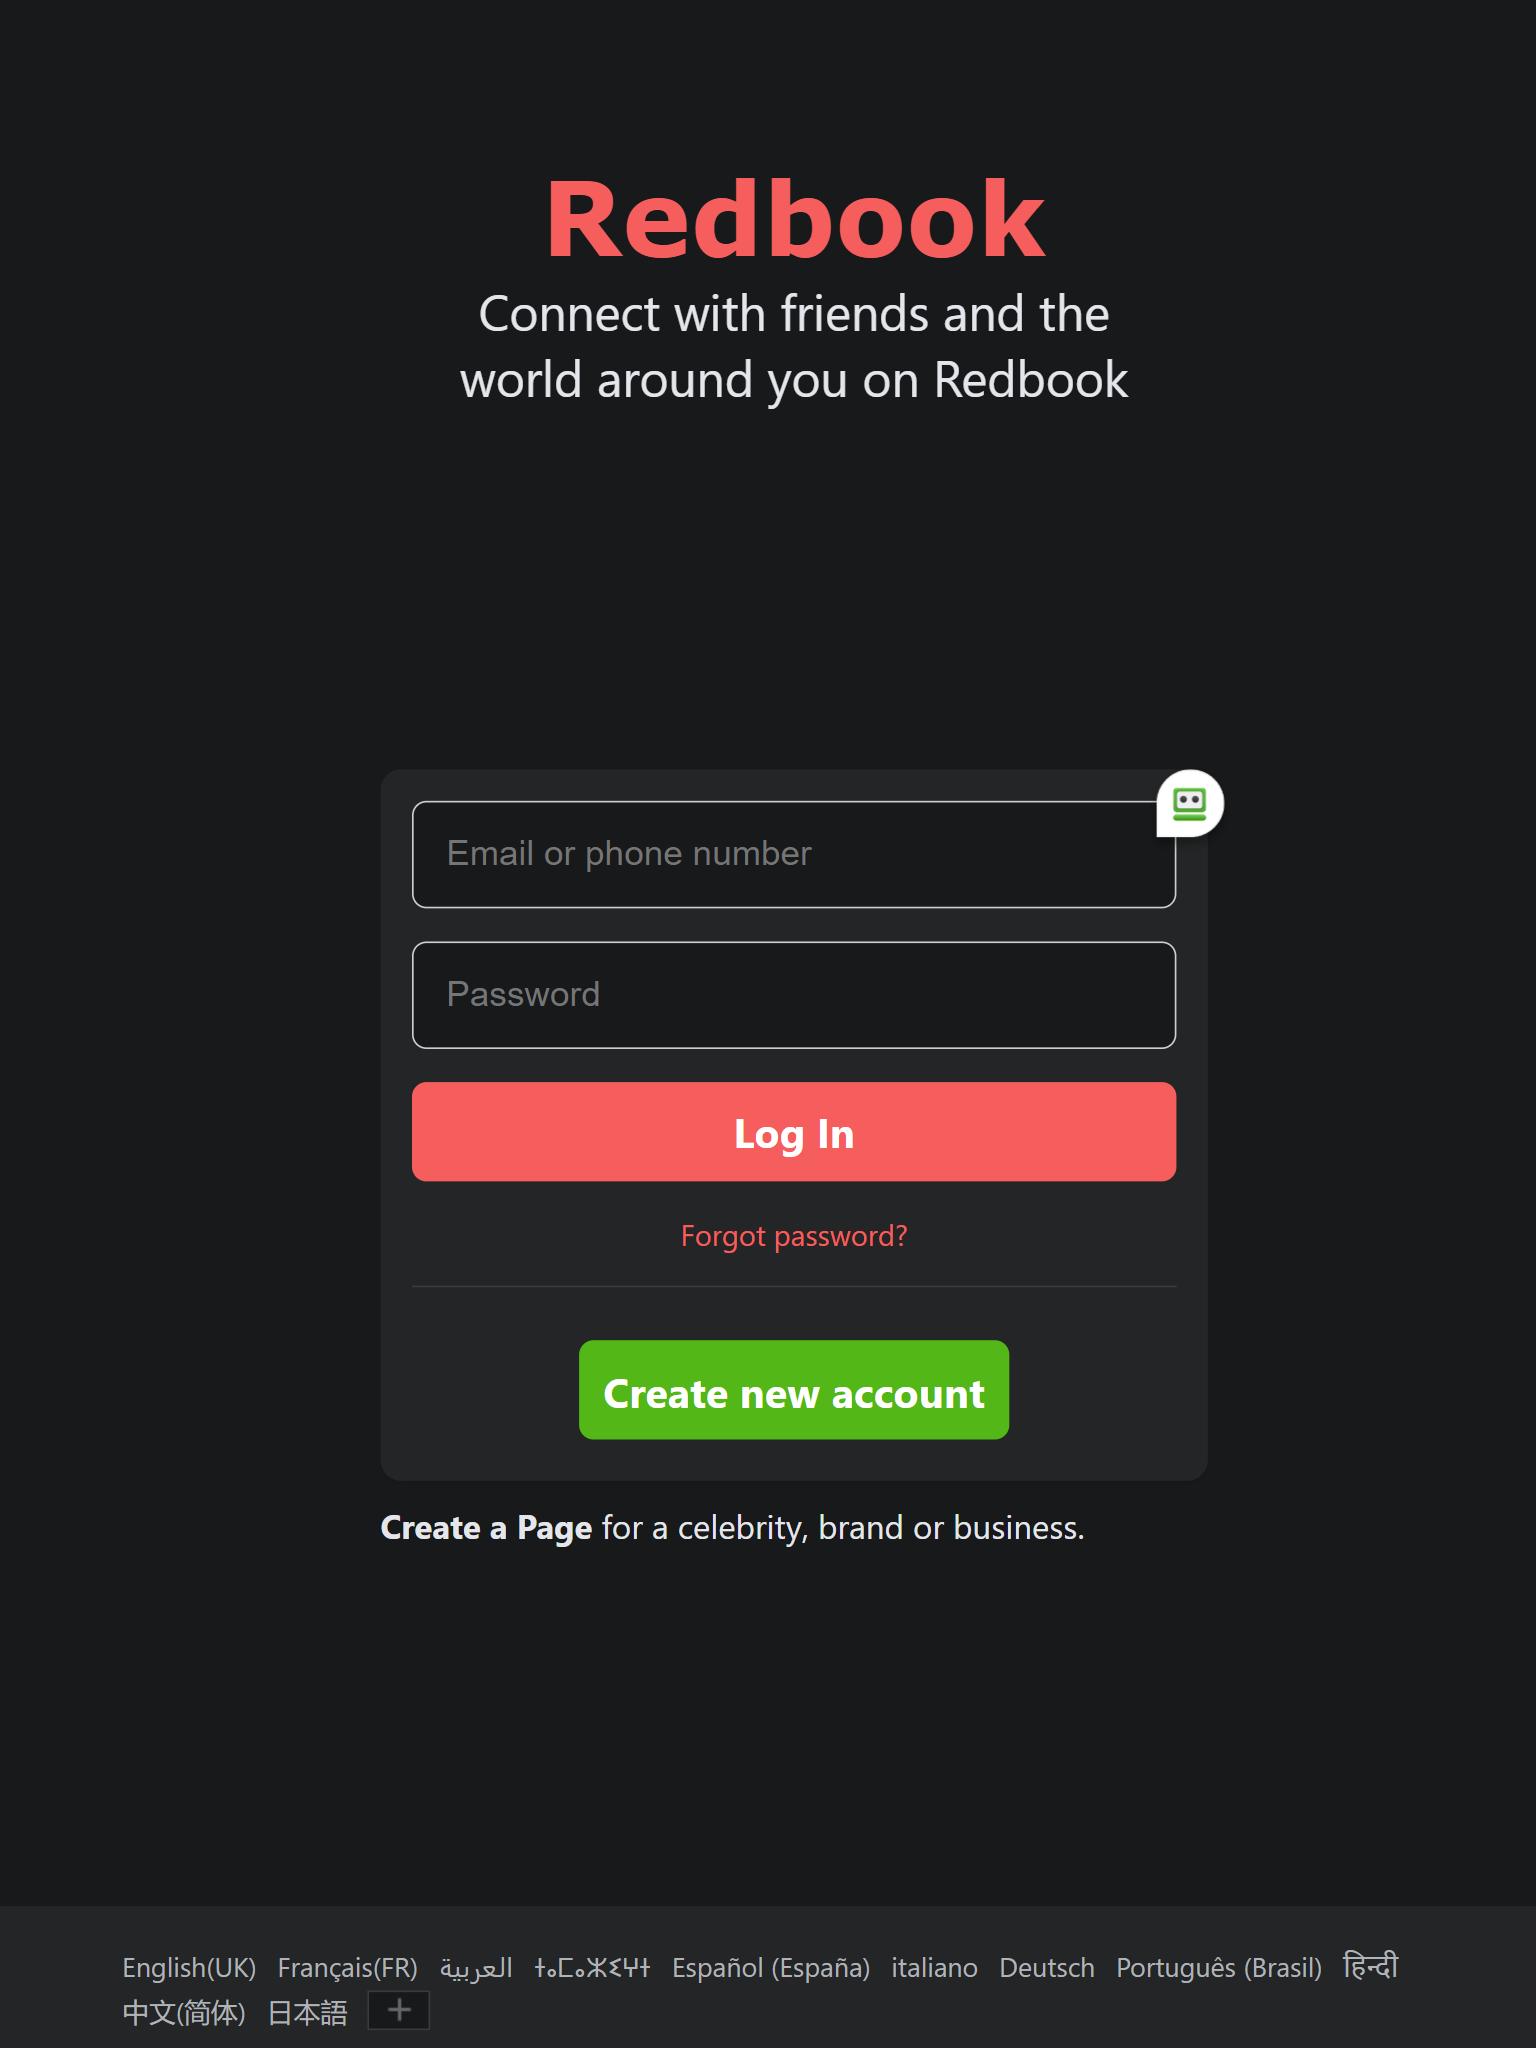 Redbook
Connect with friends and the
world around you on Redbook
Email or phone number
Password
Log In
Forgot password?
Create new account
Create a Page for a celebrity, brand or business.
English(UK) Français(FR) العربية ⵜⴰⵎⴰⵣⵉⵖⵜ Español (España) italiano Deutsch Português (Brasil) हिन्दी
中文(简体) 日本語 +